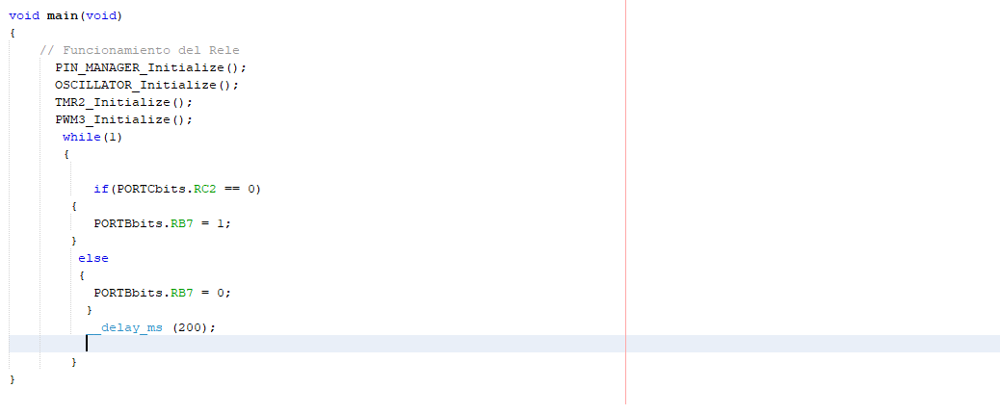 void main(void)
{
// Funcionamiento del Rele
PIN_MANAGER_Initialize();
OSCILLATOR_Initialize();
TMR2_Initialize();
PWM3_Initialize();
while(1)
{
if(PORTCbits.RC2 == 0)
{
PORTBbits.RB7 = 1;
}
else
{
PORTBbits.RB7 = 0;
}
__delay_ms (200);
}
}